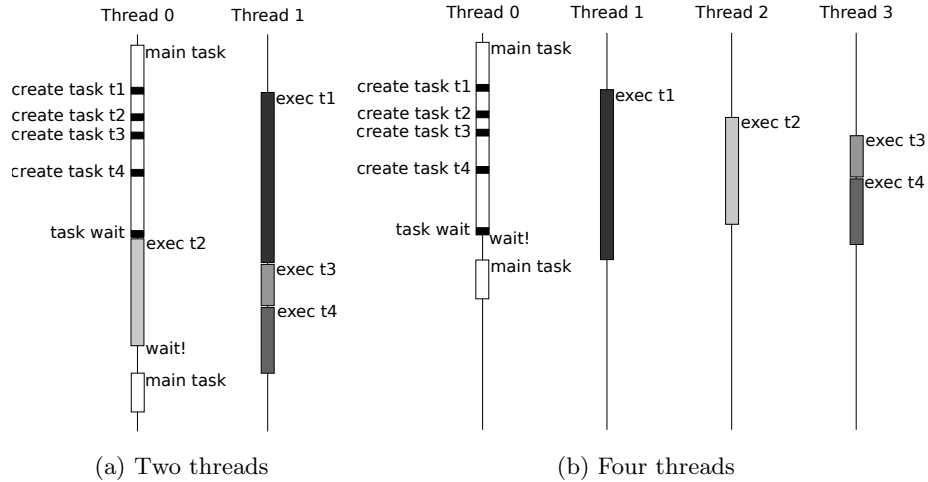 Thread 0
Thread 1
main task
create task t1
exec t1
create task t2
create task t3
create task t4
task wait
exec t2
exec t3
exec t4
wait!
main task
(a) Two threads
Thread 0
Thread 1
Thread 2
Thread 3
main task
create task t1
exec t1
create task t2
exec t2
create task t3
exec t3
create task t4
exec t4
task wait
wait!
main task
(b) Four threads